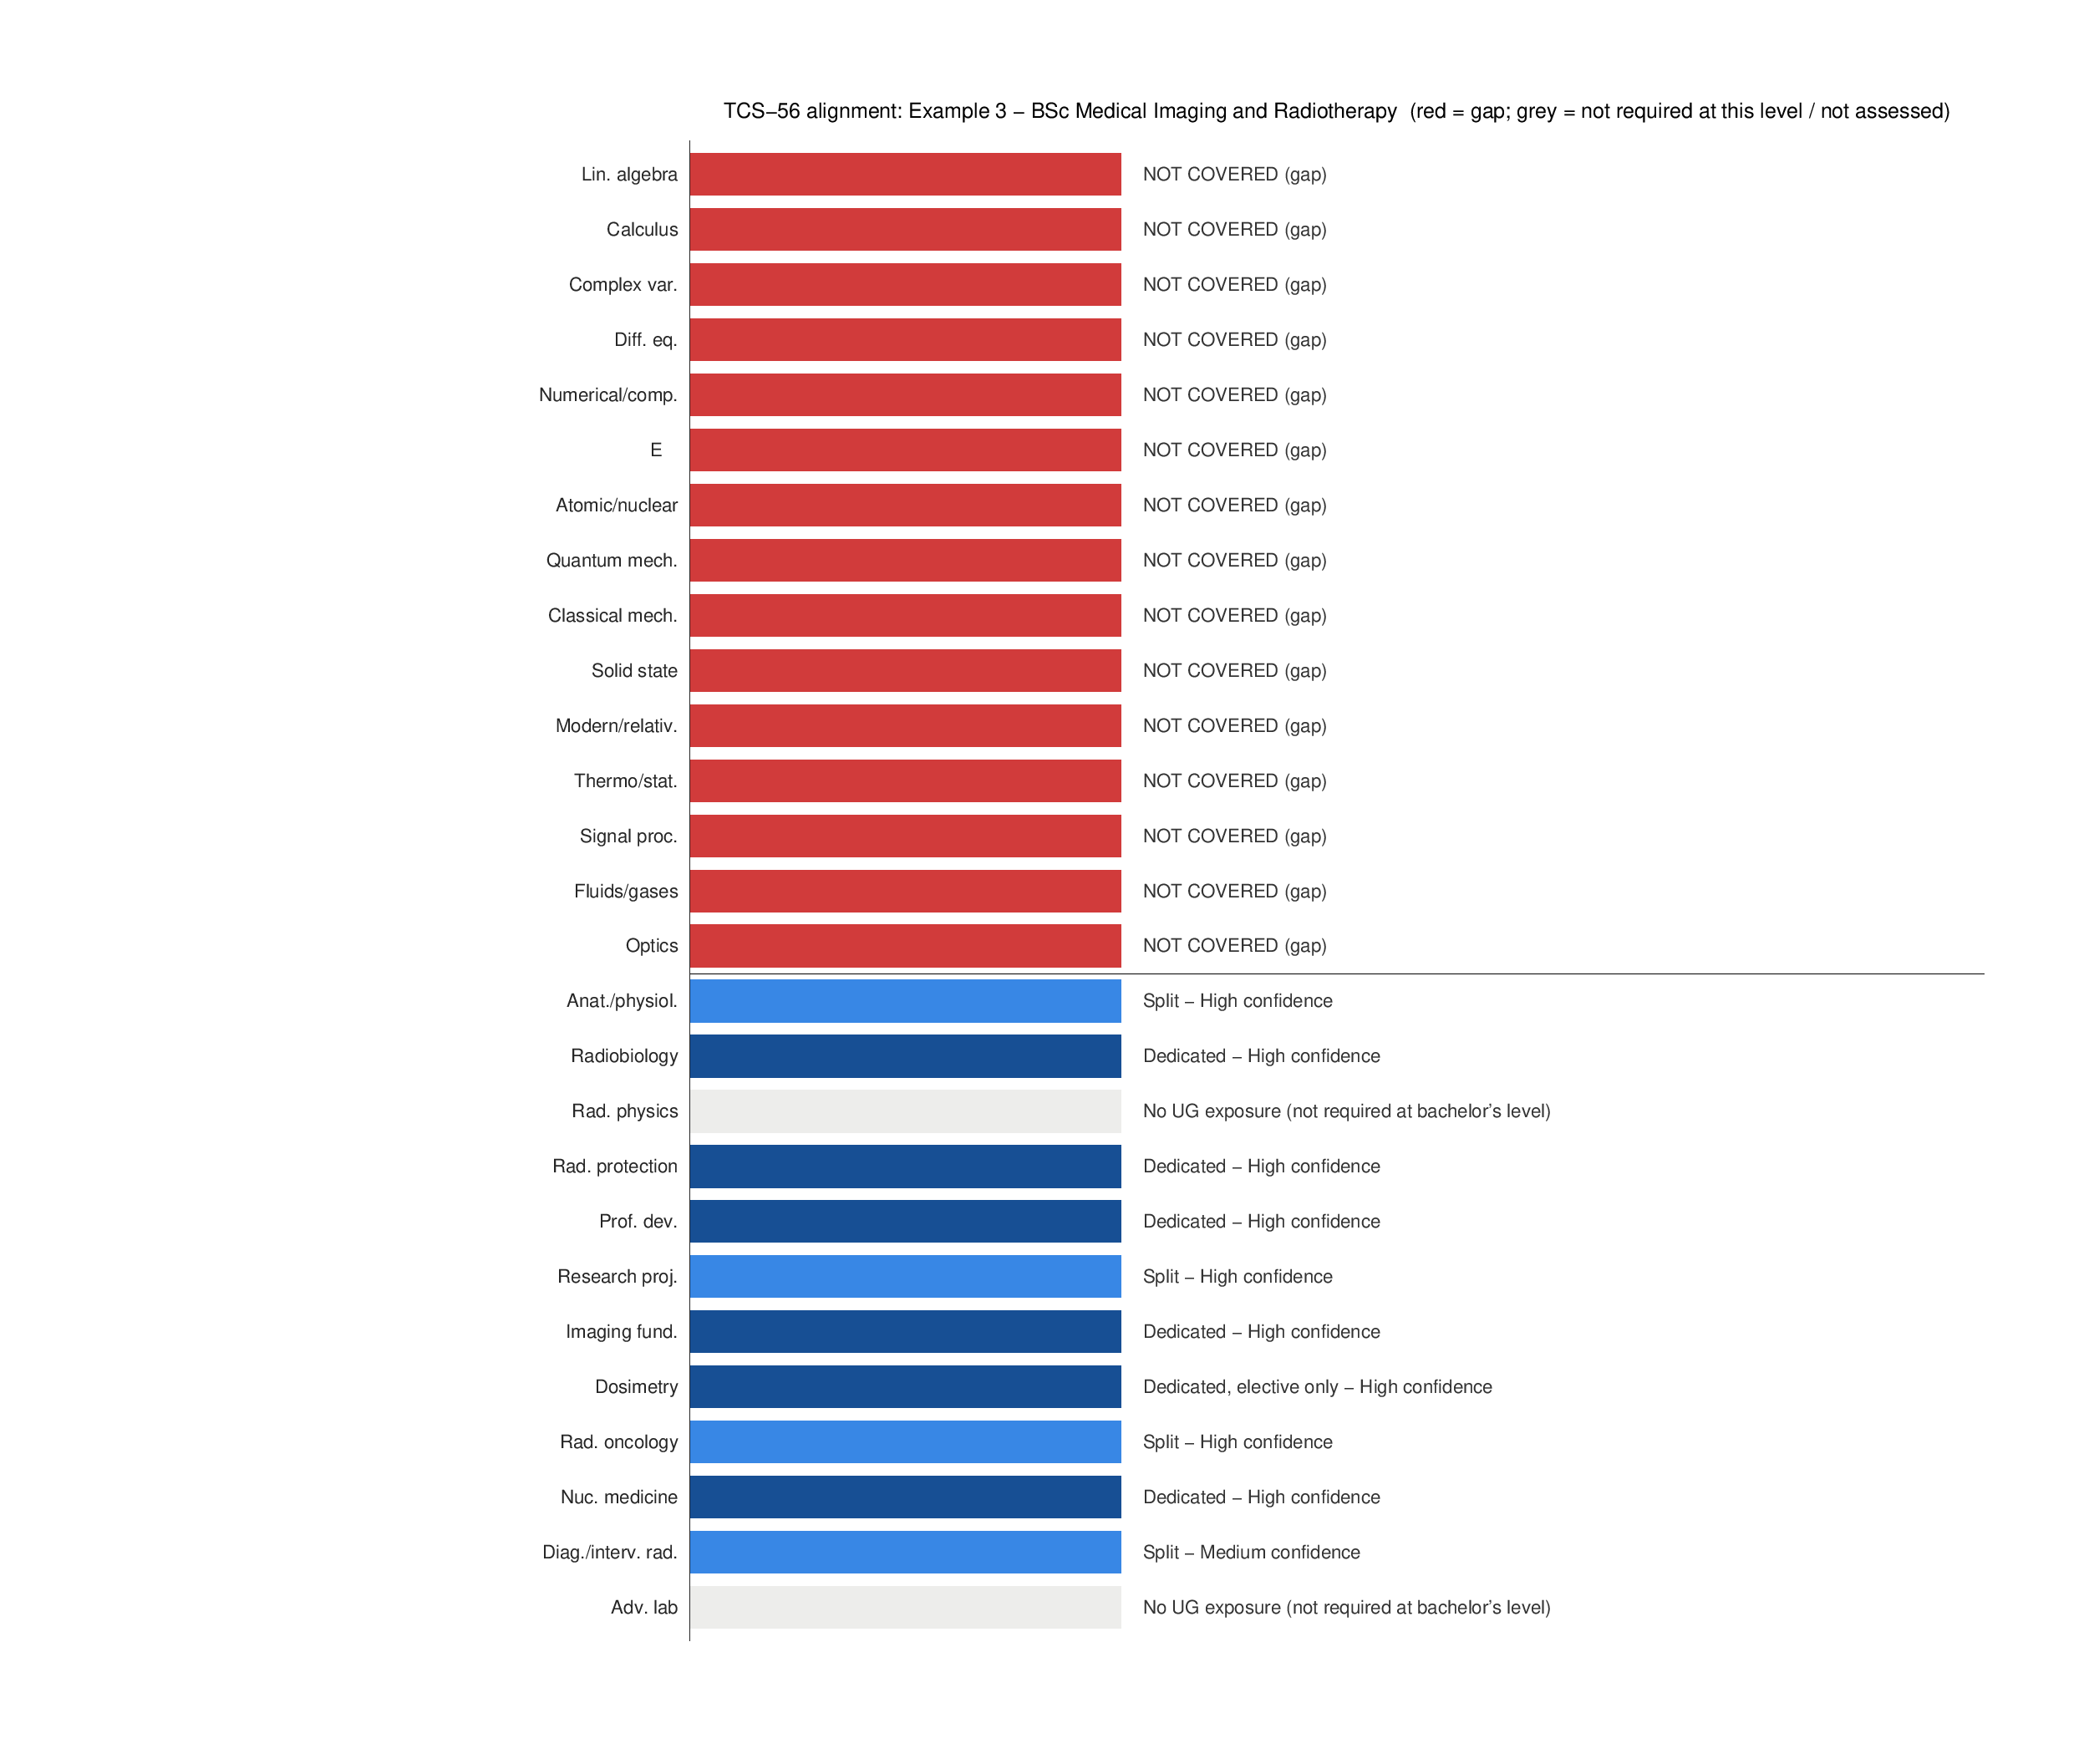 TCS–56 alignment: Example 3 – BSc Medical Imaging and Radiotherapy (red = gap; grey = not required at this level / not assessed)
Lin. algebra NOT COVERED (gap)
Calculus NOT COVERED (gap)
Complex var. NOT COVERED (gap)
Diff. eq. NOT COVERED (gap)
Numerical/comp. NOT COVERED (gap)
E NOT COVERED (gap)
Atomic/nuclear NOT COVERED (gap)
Quantum mech. NOT COVERED (gap)
Classical mech. NOT COVERED (gap)
Solid state NOT COVERED (gap)
Modern/relativ. NOT COVERED (gap)
Thermo/stat. NOT COVERED (gap)
Signal proc. NOT COVERED (gap)
Fluids/gases NOT COVERED (gap)
Optics NOT COVERED (gap)
Anat./physiol. Split – High confidence
Radiobiology Dedicated – High confidence
Rad. physics No UG exposure (not required at bachelor's level)
Rad. protection Dedicated – High confidence
Prof. dev. Dedicated – High confidence
Research proj. Split – High confidence
Imaging fund. Dedicated – High confidence
Dosimetry Dedicated, elective only – High confidence
Rad. oncology Split – High confidence
Nuc. medicine Dedicated – High confidence
Diag./interv. rad. Split – Medium confidence
Adv. lab No UG exposure (not required at bachelor's level)